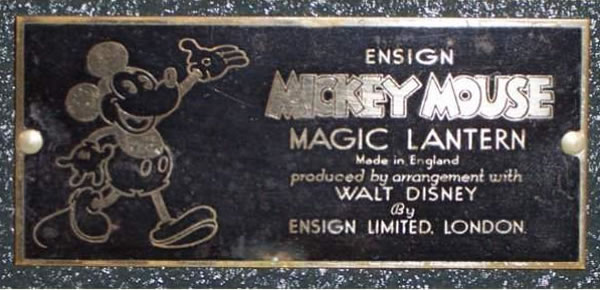 ENSIGN
MICKEY MOUSE
MAGIC LANTERN
Made in England
produced by arrangement with
WALT DISNEY
By
ENSIGN LIMITED, LONDON.